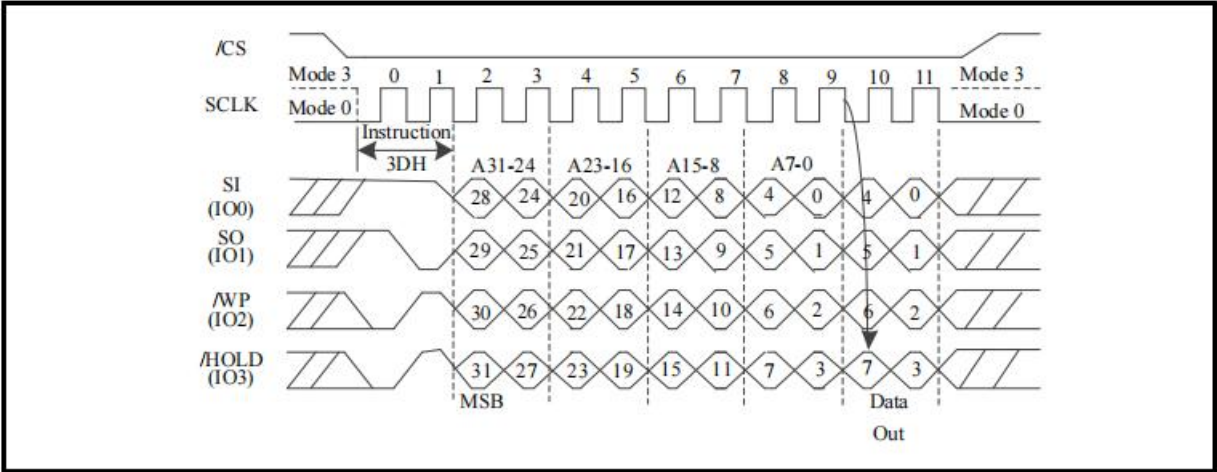 /CS
Mode 3 0 1 2 3 4 5 6 7 8 9 10 11 Mode 3
SCLK Mode 0 Mode 0
Instruction
3DH A31-24 A23-16 A15-8 A7-0
SI
(IO0) 28 24 20 16 12 8 4 0 4 0
SO
(IO1) 29 25 21 17 13 9 5 1 5 1
/WP
(IO2) 30 26 22 18 14 10 6 2 6 2
/HOLD
(IO3) 31 27 23 19 15 11 7 3 7 3
MSB Data
Out